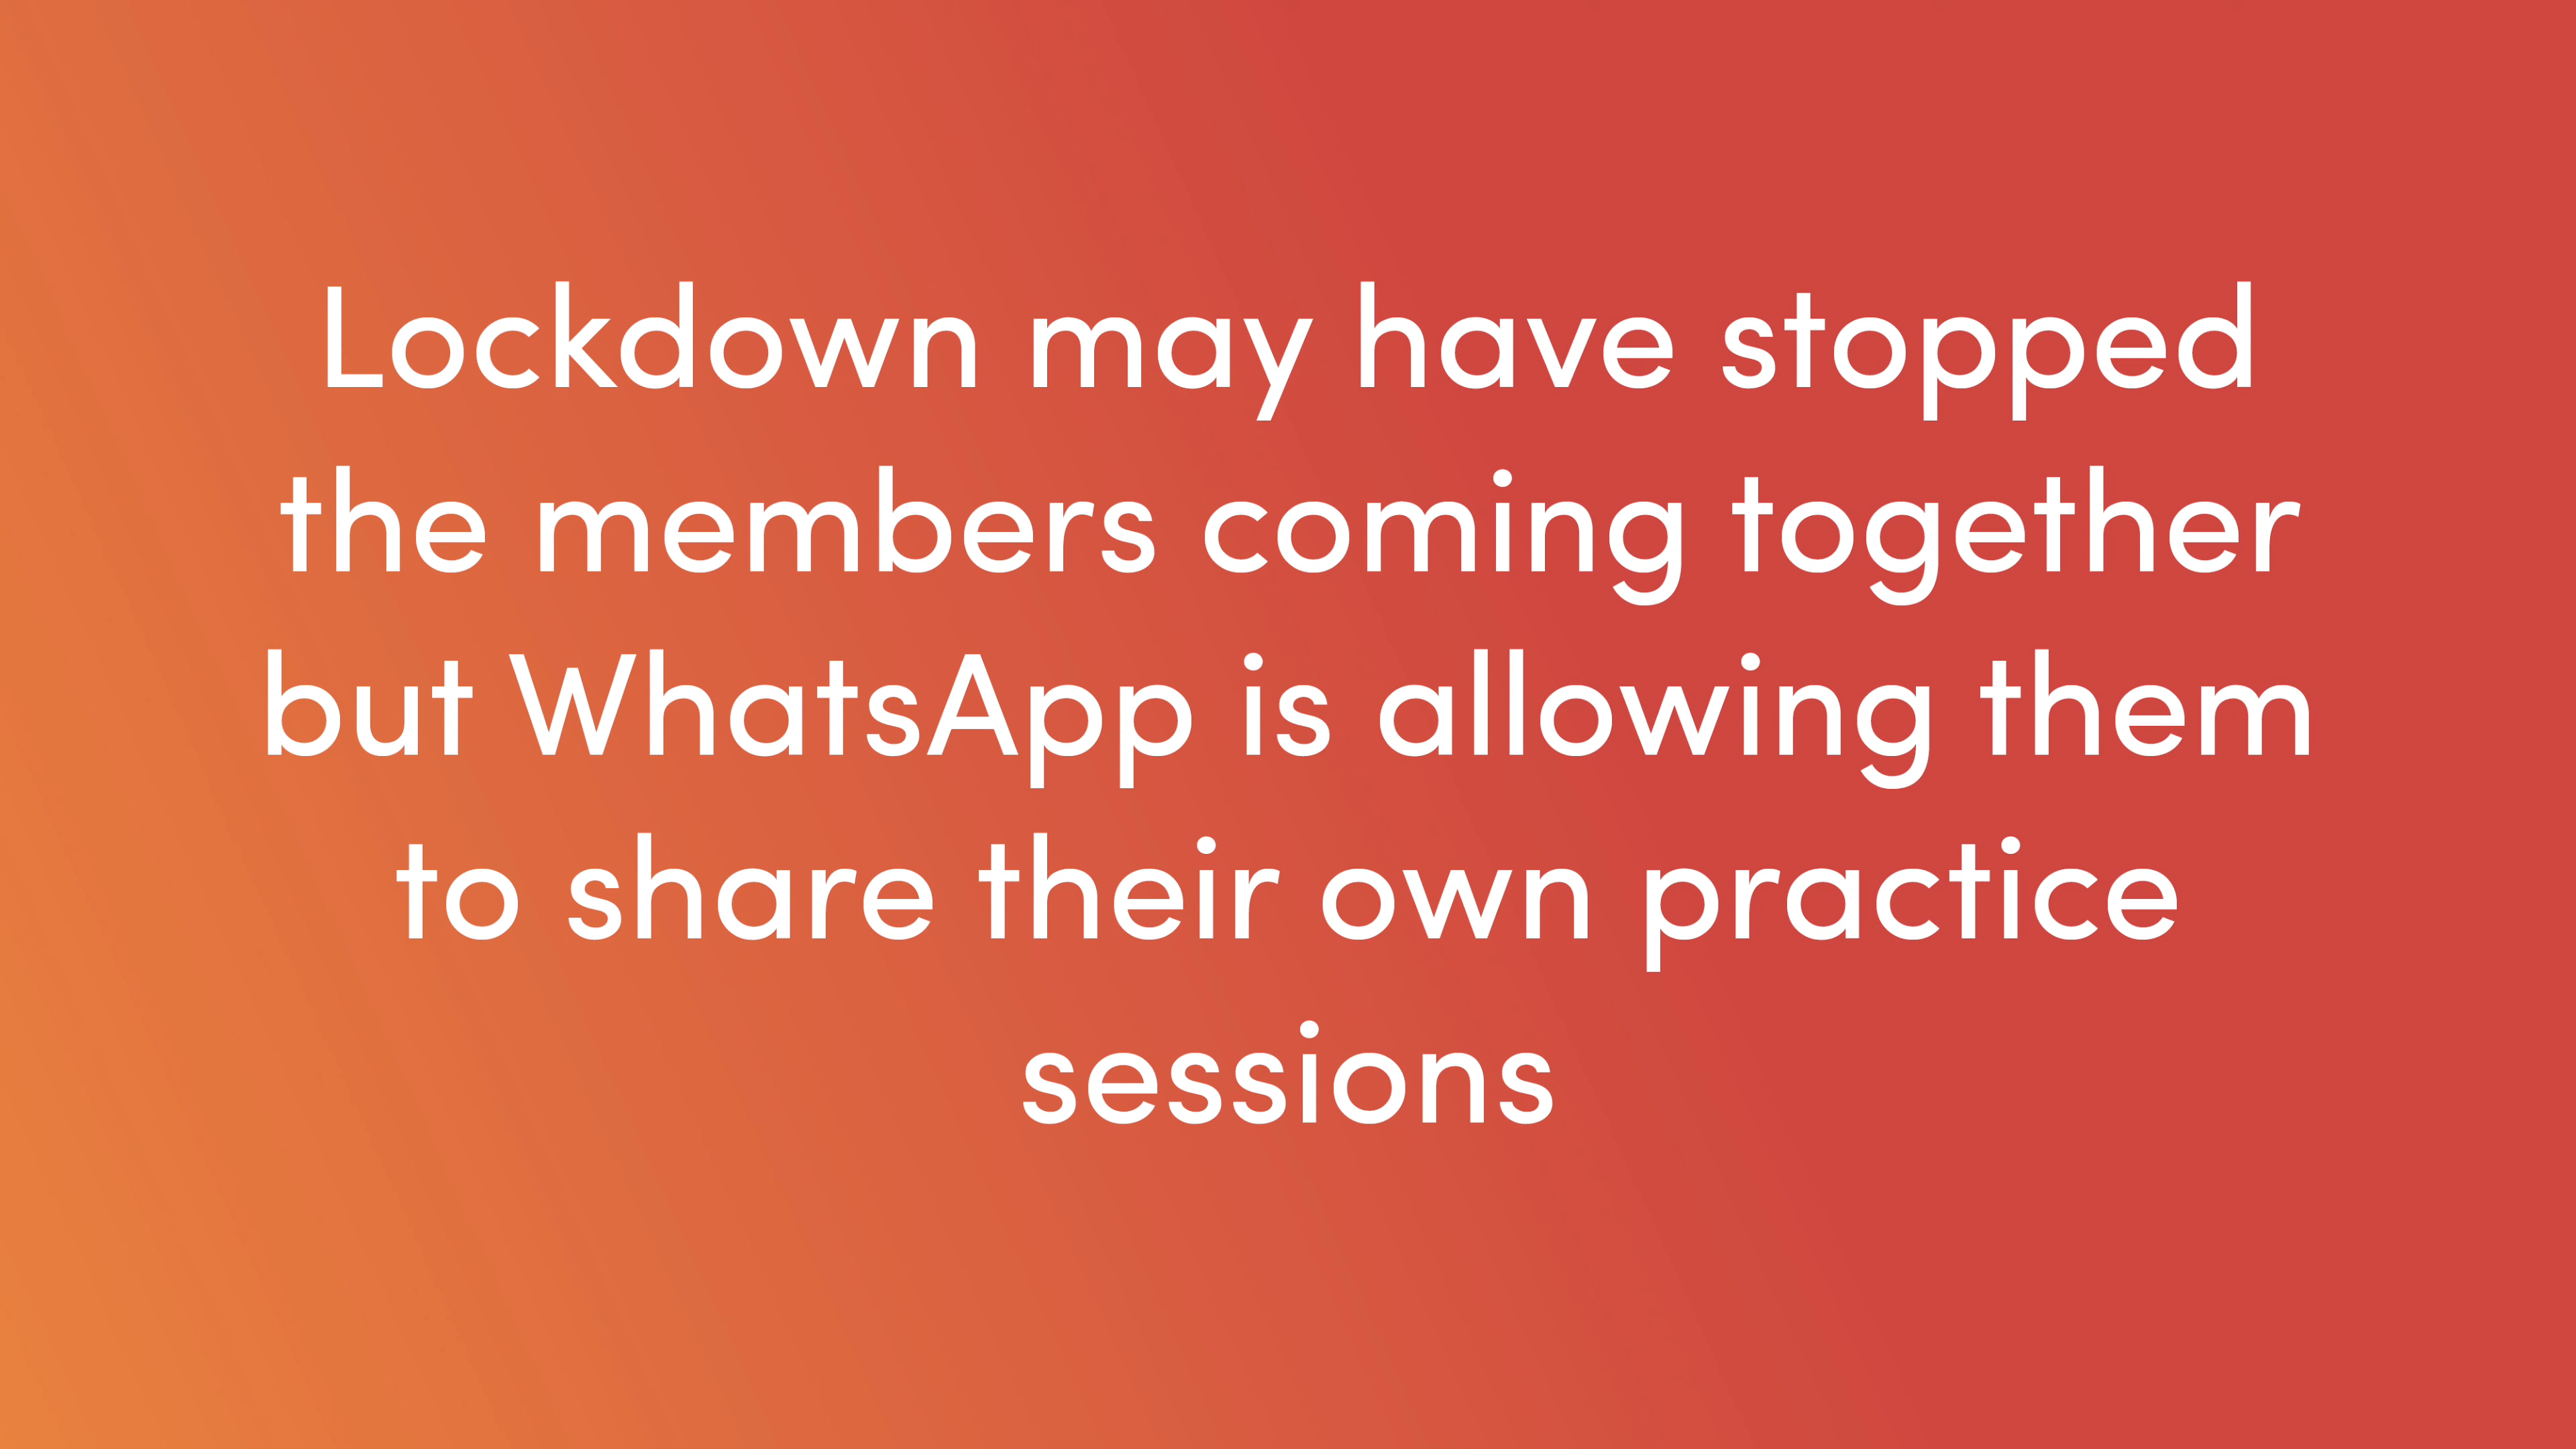 Lockdown may have stopped
the members coming together
but WhatsApp is allowing them
to share their own practice
sessions